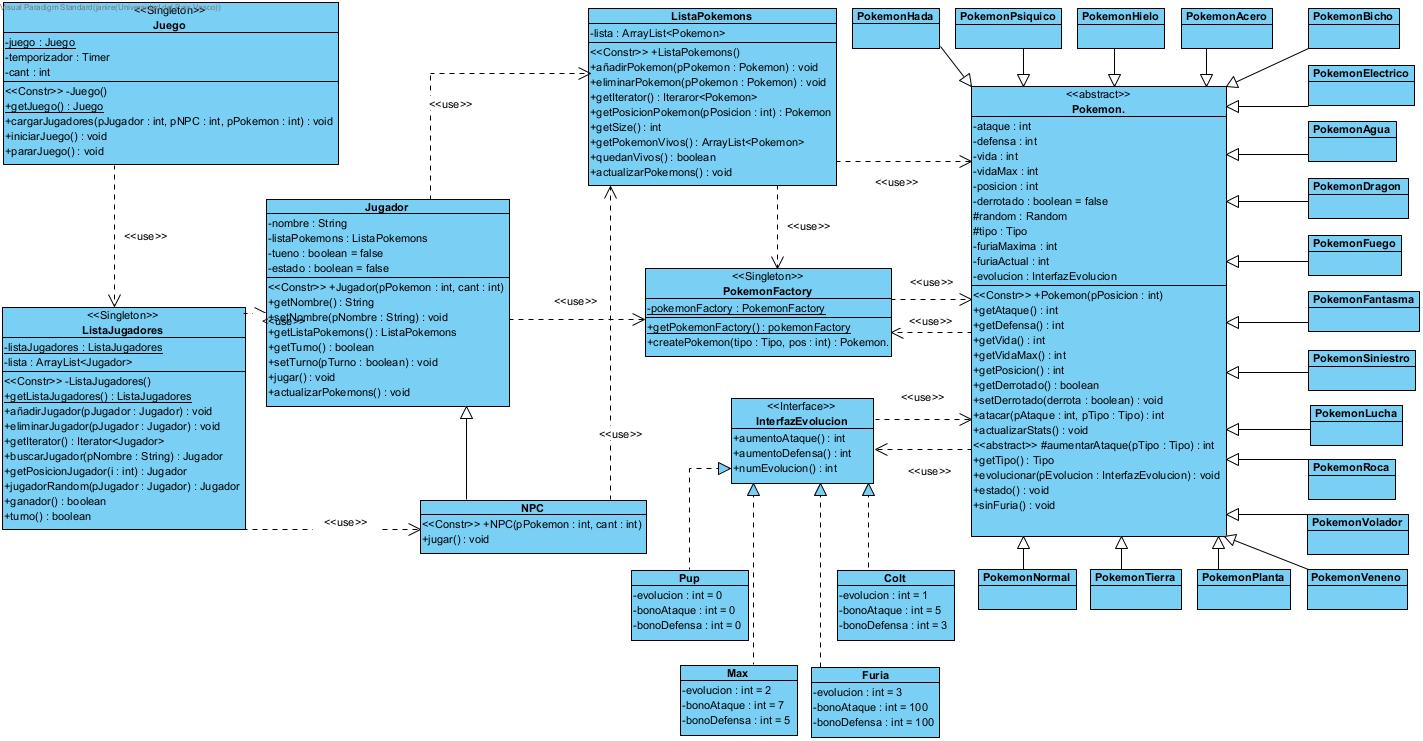 Visual Paradigm Standard(janire(Universidad del Pais Vasco))
<<Singleton>>
Juego
-juego : Juego
-temporizador : Timer
-cant : int
<<Constr>> -Juego()
+getJuego() : Juego
+cargarJugadores(pJugador : int, pNPC : int, pPokemon : int) : void
+iniciarJuego() : void
+pararJuego() : void
<<use>>
<<Singleton>>
ListaJugadores
-listaJugadores : ListaJugadores
-lista : ArrayList<Jugador>
<<Constr>> -ListaJugadores()
+getListaJugadores() : ListaJugadores
+añadirJugador(pJugador : Jugador) : void
+eliminarJugador(pJugador : Jugador) : void
+getIterator() : Iterator<Jugador>
+buscarJugador(pNombre : String) : Jugador
+getPosicionJugador(i : int) : Jugador
+jugadorRandom(pJugador : Jugador) : Jugador
+ganador() : boolean
+turno() : boolean
<<use>>
<<use>>
Jugador
-nombre : String
-listaPokemons : ListaPokemons
-tueno : boolean = false
-estado : boolean = false
<<Constr>> +Jugador(pPokemon : int, cant : int)
+getNombre() : String
+setNombre(pNombre : String) : void
+getListaPokemons() : ListaPokemons
+getTurno() : boolean
+setTurno(pTurno : boolean) : void
+jugar() : void
+actualizarPokemons() : void
<<use>>
<<use>>
NPC
<<Constr>> +NPC(pPokemon : int, cant : int)
+jugar() : void
<<use>>
ListaPokemons
-lista : ArrayList<Pokemon>
<<Constr>> +ListaPokemons()
+añadirPokemon(pPokemon : Pokemon) : void
+eliminarPokemon(pPokemon : Pokemon) : void
+getIterator() : Iteraror<Pokemon>
+getPosicionPokemon(pPosicion : int) : Pokemon
+getSize() : int
+getPokemonVivos() : ArrayList<Pokemon>
+quedanVivos() : boolean
+actualizarPokemons() : void
<<use>>
<<use>>
<<Singleton>>
PokemonFactory
-pokemonFactory : PokemonFactory
+getPokemonFactory() : pokemonFactory
+createPokemon(tipo : Tipo, pos : int) : Pokemon.
<<use>>
<<use>>
<<Interface>>
InterfazEvolucion
+aumentoAtaque() : int
+aumentoDefensa() : int
+numEvolucion() : int
<<use>>
<<use>>
Pup
-evolucion : int = 0
-bonoAtaque : int = 0
-bonoDefensa : int = 0
Colt
-evolucion : int = 1
-bonoAtaque : int = 5
-bonoDefensa : int = 3
Max
-evolucion : int = 2
-bonoAtaque : int = 7
-bonoDefensa : int = 5
Furia
-evolucion : int = 3
-bonoAtaque : int = 100
-bonoDefensa : int = 100
PokemonHada
PokemonPsiquico
PokemonHielo
PokemonAcero
PokemonBicho
<<abstract>>
Pokemon.
-ataque : int
-defensa : int
-vida : int
-vidaMax : int
-posicion : int
-derrotado : boolean = false
#random : Random
#tipo : Tipo
-furiaMaxima : int
-furiaActual : int
-evolucion : InterfazEvolucion
<<Constr>> +Pokemon(pPosicion : int)
+getAtaque() : int
+getDefensa() : int
+getVida() : int
+getVidaMax() : int
+getPosicion() : int
+getDerrotado() : boolean
+setDerrotado(derrota : boolean) : void
+atacar(pAtaque : int, pTipo : Tipo) : int
+actualizarStats() : void
<<abstract>> #aumentarAtaque(pTipo : Tipo) : int
+getTipo() : Tipo
+evolucionar(pEvolucion : InterfazEvolucion) : void
+estado() : void
+sinFuria() : void
PokemonElectrico
PokemonAgua
PokemonDragon
PokemonFuego
PokemonFantasma
PokemonSiniestro
PokemonLucha
PokemonRoca
PokemonVolador
PokemonNormal
PokemonTierra
PokemonPlanta
PokemonVeneno